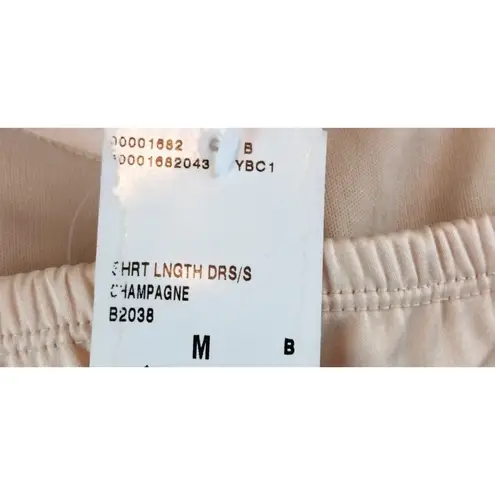 00001682 B
00001682043 YBC1
SHRT LNGTH DRS/S
CHAMPAGNE
B2038
M B